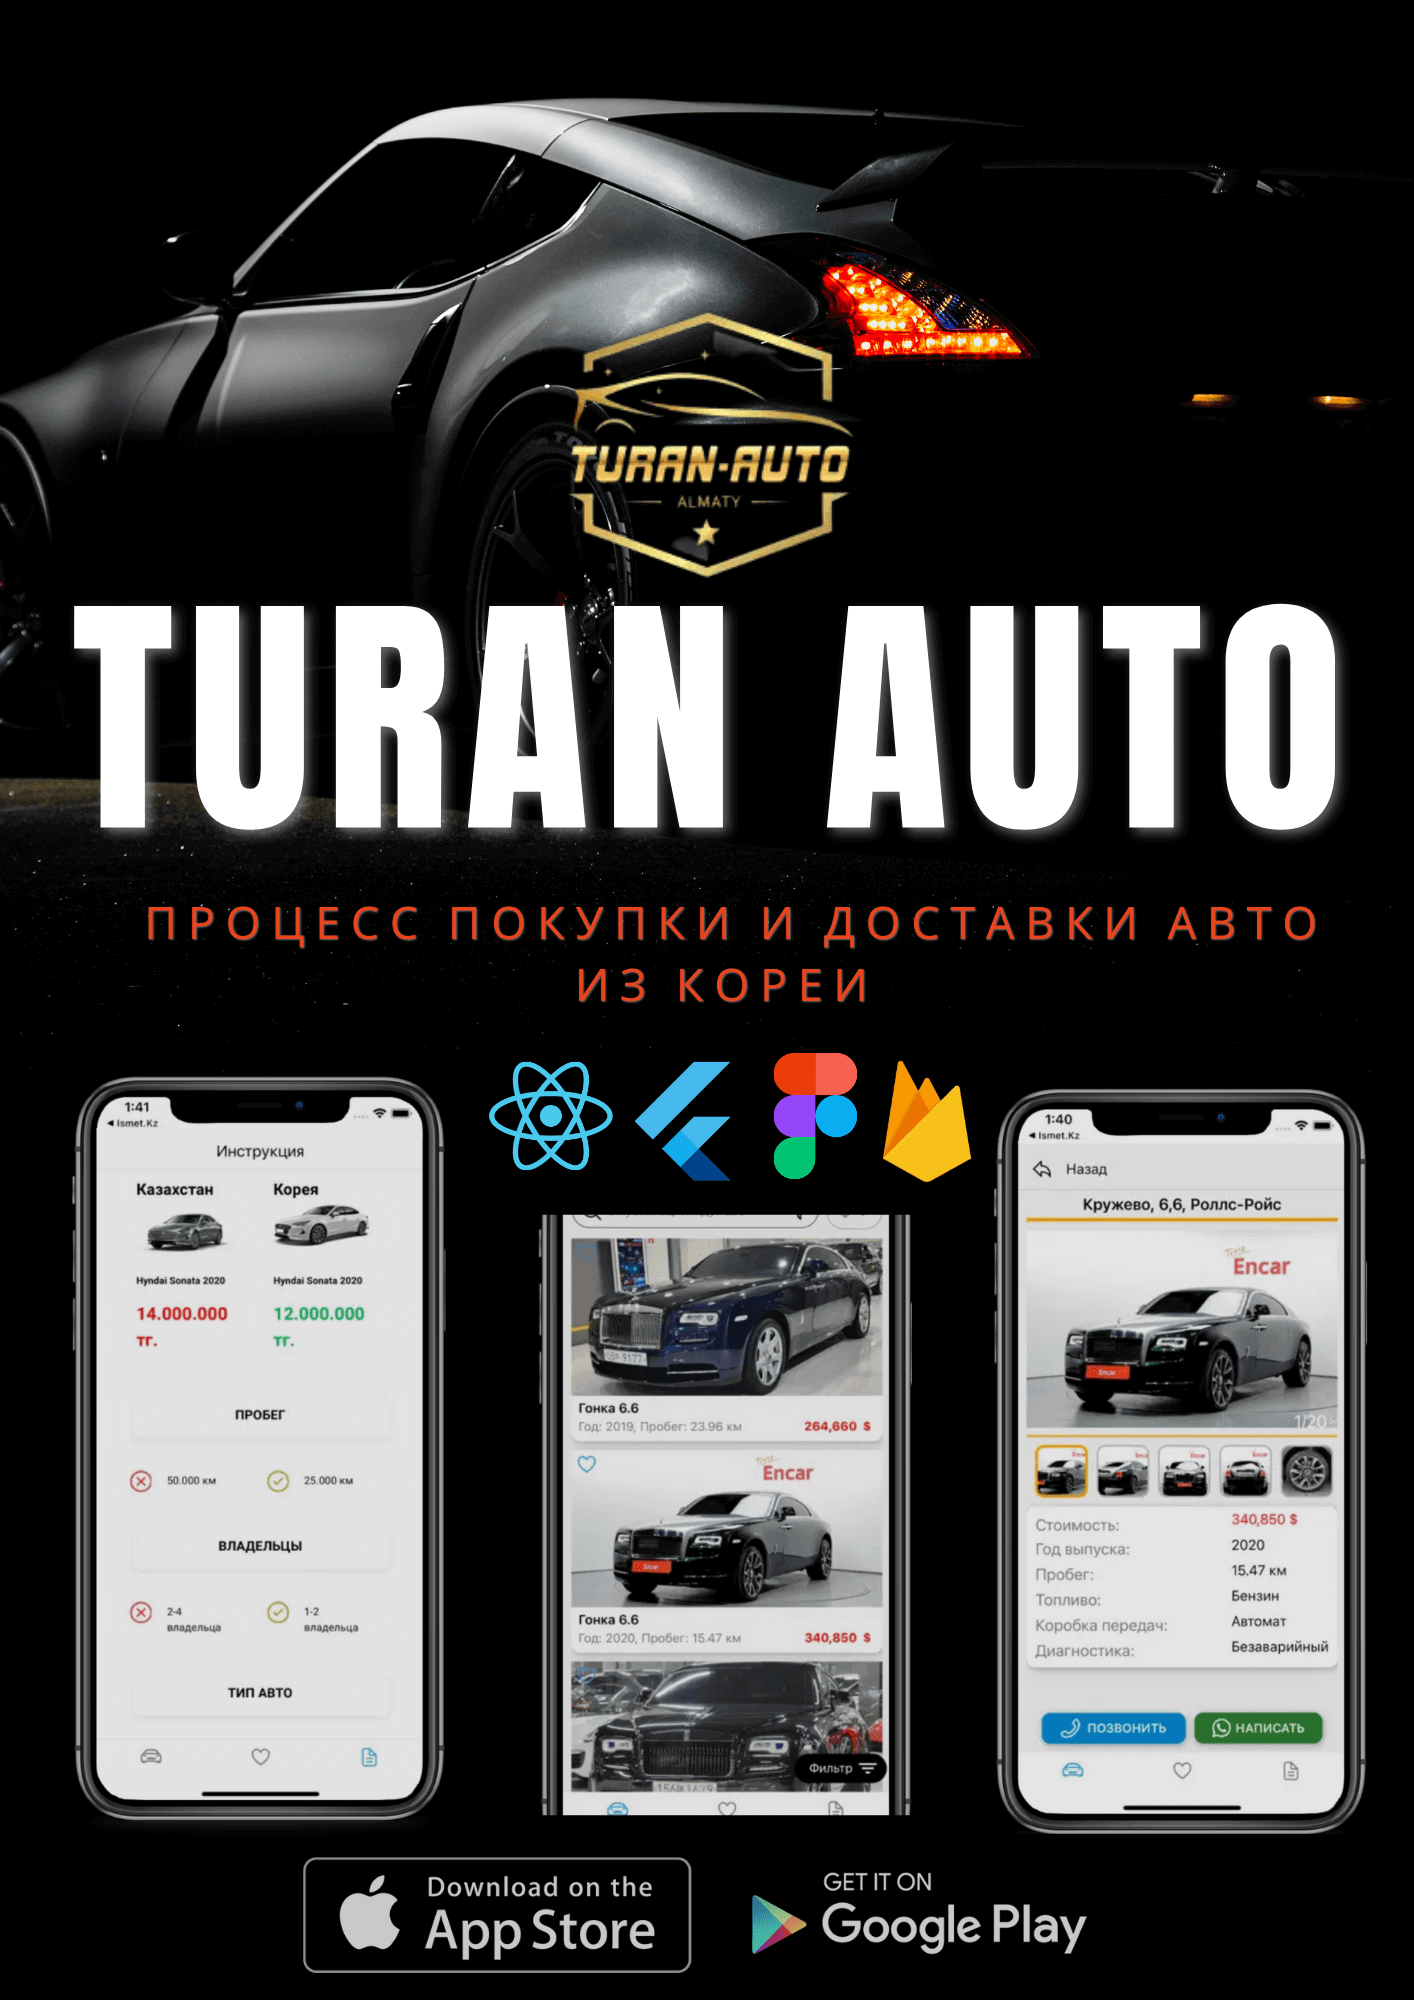 TURAN-AUTO
ALMATY
TURAN AUTO
ПРОЦЕСС ПОКУПКИ И ДОСТАВКИ АВТО
ИЗ КОРЕИ
1:41
Ismet.Kz
Инструкция
Казахстан
Корея
Hyndai Sonata 2020
Hyndai Sonata 2020
14.000.000
тг.
12.000.000
тг.
ПРОБЕГ
50.000 км
25.000 км
ВЛАДЕЛЬЦЫ
2-4
владельца
1-2
владельца
ТИП АВТО
Гонка 6.6
Год: 2019, Пробег: 23.96 км
264,660 $
Encar
Encar
Гонка 6.6
Год: 2020, Пробег: 15.47 км
340,850 $
Фильтр
1:40
Ismet.Kz
Назад
Кружево, 6,6, Роллс-Ройс
Encar
Encar
1/20
Стоимость: 340,850 $
Год выпуска: 2020
Пробег: 15.47 км
Топливо: Бензин
Коробка передач: Автомат
Диагностика: Безаварийный
ПОЗВОНИТЬ
НАПИСАТЬ
Download on the
App Store
GET IT ON
Google Play